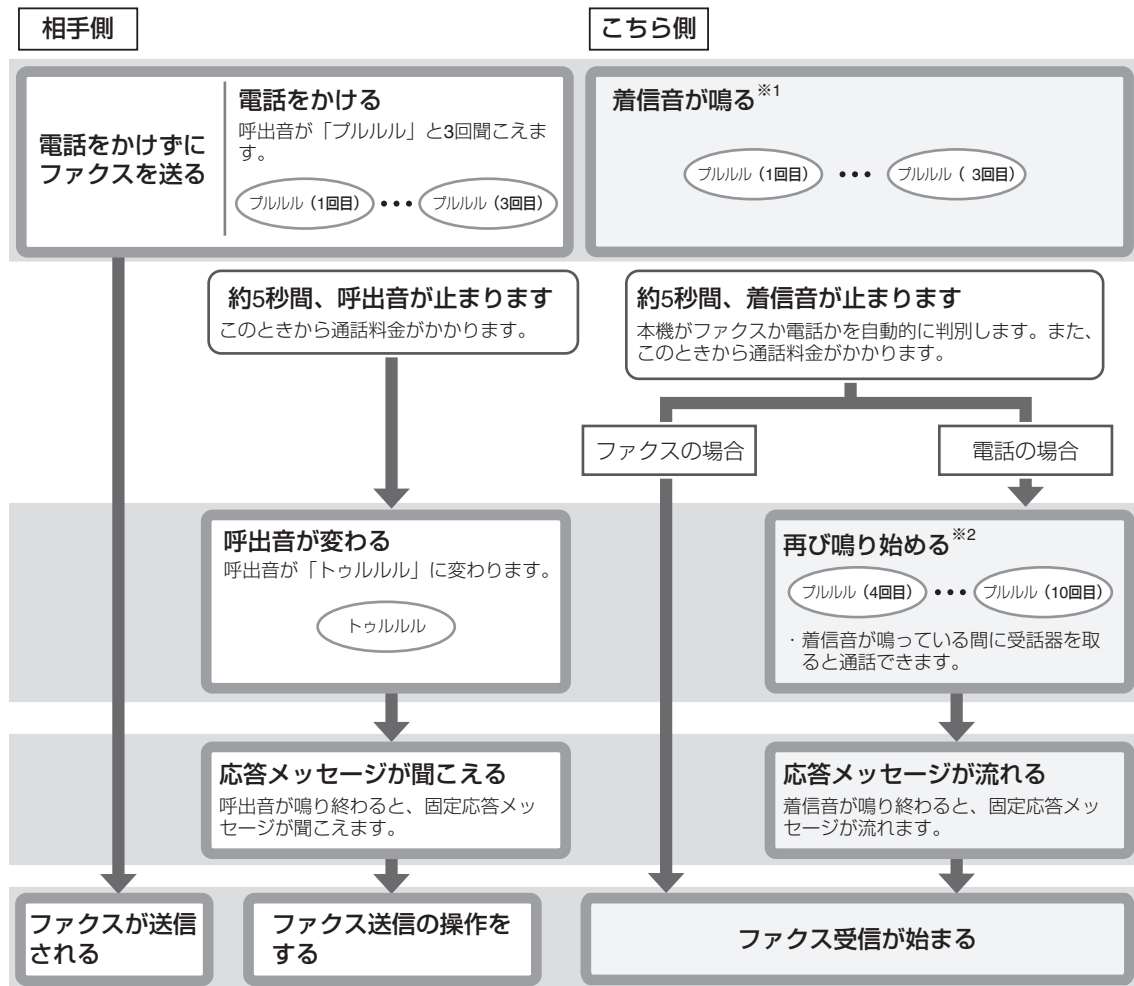 相手側
こちら側
電話をかけずに
ファクスを送る
電話をかける
呼出音が「プルルル」と3回聞こえま
す。
プルルル（1回目）・・・プルルル（3回目）
着信音が鳴る※1
プルルル（1回目）・・・プルルル（ 3回目）
約5秒間、呼出音が止まります
このときから通話料金がかかります。
約5秒間、着信音が止まります
本機がファクスか電話かを自動的に判別します。また、
このときから通話料金がかかります。
ファクスの場合
電話の場合
呼出音が変わる
呼出音が「トゥルルル」に変わります。
トゥルルル
再び鳴り始める※2
プルルル（4回目）・・・プルルル（10回目）
・着信音が鳴っている間に受話器を取
ると通話できます。
応答メッセージが聞こえる
呼出音が鳴り終わると、固定応答メッ
セージが聞こえます。
応答メッセージが流れる
着信音が鳴り終わると、固定応答メッ
セージが流れます。
ファクスが送信
される
ファクス送信の操作を
する
ファクス受信が始まる